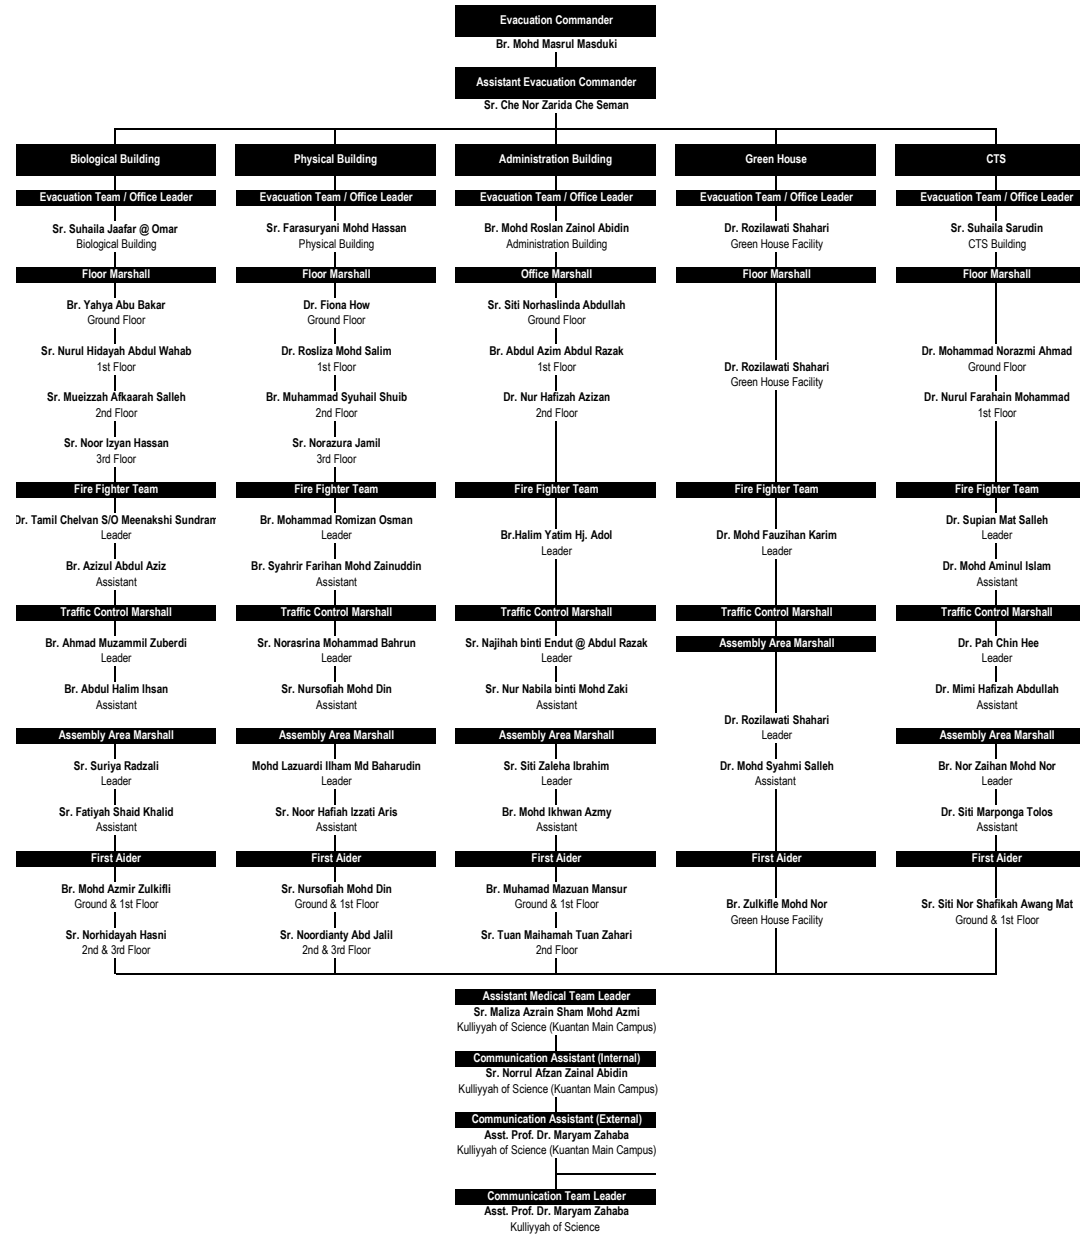 Evacuation Commander
Br. Mohd Masrul Masduki
Assistant Evacuation Commander
Sr. Che Nor Zarida Che Seman
Biological Building
Evacuation Team / Office Leader
Sr. Suhaila Jaafar @ Omar
Biological Building
Floor Marshall
Br. Yahya Abu Bakar
Ground Floor
Sr. Nurul Hidayah Abdul Wahab
1st Floor
Sr. Mueizzah Afkaarah Salleh
2nd Floor
Sr. Noor Izyan Hassan
3rd Floor
Fire Fighter Team
Dr. Tamil Chelvan S/O Meenakshi Sundram
Leader
Br. Azizul Abdul Aziz
Assistant
Traffic Control Marshall
Br. Ahmad Muzammil Zuberdi
Leader
Br. Abdul Halim Ihsan
Assistant
Assembly Area Marshall
Sr. Suriya Radzali
Leader
Sr. Fatiyah Shaid Khalid
Assistant
First Aider
Br. Mohd Azmir Zulkifli
Ground & 1st Floor
Sr. Norhidayah Hasni
2nd & 3rd Floor
Physical Building
Evacuation Team / Office Leader
Sr. Farasuryani Mohd Hassan
Physical Building
Floor Marshall
Dr. Fiona How
Ground Floor
Dr. Rosliza Mohd Salim
1st Floor
Br. Muhammad Syuhail Shuib
2nd Floor
Sr. Norazura Jamil
3rd Floor
Fire Fighter Team
Br. Mohammad Romizan Osman
Leader
Br. Syahrir Farihan Mohd Zainuddin
Assistant
Traffic Control Marshall
Sr. Norasrina Mohammad Bahrun
Leader
Sr. Nursofiah Mohd Din
Assistant
Assembly Area Marshall
Mohd Lazuardi Ilham Md Baharudin
Leader
Sr. Noor Hafiah Izzati Aris
Assistant
First Aider
Sr. Nursofiah Mohd Din
Ground & 1st Floor
Sr. Noordianty Abd Jalil
2nd & 3rd Floor
Administration Building
Evacuation Team / Office Leader
Br. Mohd Roslan Zainol Abidin
Administration Building
Office Marshall
Sr. Siti Norhaslinda Abdullah
Ground Floor
Br. Abdul Azim Abdul Razak
1st Floor
Dr. Nur Hafizah Azizan
2nd Floor
Fire Fighter Team
Br.Halim Yatim Hj. Adol
Leader
Traffic Control Marshall
Sr. Najihah binti Endut @ Abdul Razak
Leader
Sr. Nur Nabila binti Mohd Zaki
Assistant
Assembly Area Marshall
Sr. Siti Zaleha Ibrahim
Leader
Br. Mohd Ikhwan Azmy
Assistant
First Aider
Br. Muhamad Mazuan Mansur
Ground & 1st Floor
Sr. Tuan Maihamah Tuan Zahari
2nd Floor
Green House
Evacuation Team / Office Leader
Dr. Rozilawati Shahari
Green House Facility
Floor Marshall
Dr. Rozilawati Shahari
Green House Facility
Fire Fighter Team
Dr. Mohd Fauzihan Karim
Leader
Traffic Control Marshall
Assembly Area Marshall
Dr. Rozilawati Shahari
Leader
Dr. Mohd Syahmi Salleh
Assistant
First Aider
Br. Zulkifle Mohd Nor
Green House Facility
CTS
Evacuation Team / Office Leader
Sr. Suhaila Sarudin
CTS Building
Floor Marshall
Dr. Mohammad Norazmi Ahmad
Ground Floor
Dr. Nurul Farahain Mohammad
1st Floor
Fire Fighter Team
Dr. Supian Mat Salleh
Leader
Dr. Mohd Aminul Islam
Assistant
Traffic Control Marshall
Dr. Pah Chin Hee
Leader
Dr. Mimi Hafizah Abdullah
Assistant
Assembly Area Marshall
Br. Nor Zaihan Mohd Nor
Leader
Dr. Siti Marponga Tolos
Assistant
First Aider
Sr. Siti Nor Shafikah Awang Mat
Ground & 1st Floor
Assistant Medical Team Leader
Sr. Maliza Azrain Sham Mohd Azmi
Kulliyyah of Science (Kuantan Main Campus)
Communication Assistant (Internal)
Sr. Norrul Afzan Zainal Abidin
Kulliyyah of Science (Kuantan Main Campus)
Communication Assistant (External)
Asst. Prof. Dr. Maryam Zahaba
Kulliyyah of Science (Kuantan Main Campus)
Communication Team Leader
Asst. Prof. Dr. Maryam Zahaba
Kulliyyah of Science